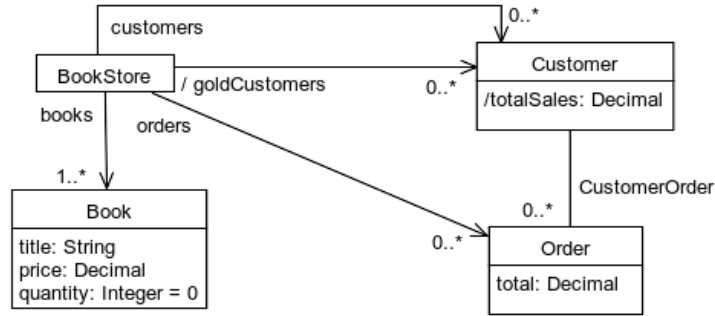 customers
0..*
BookStore
/ goldCustomers
0..*
Customer
/totalSales: Decimal
books
orders
1..*
CustomerOrder
0..*
0..*
Book
title: String
price: Decimal
quantity: Integer = 0
Order
total: Decimal